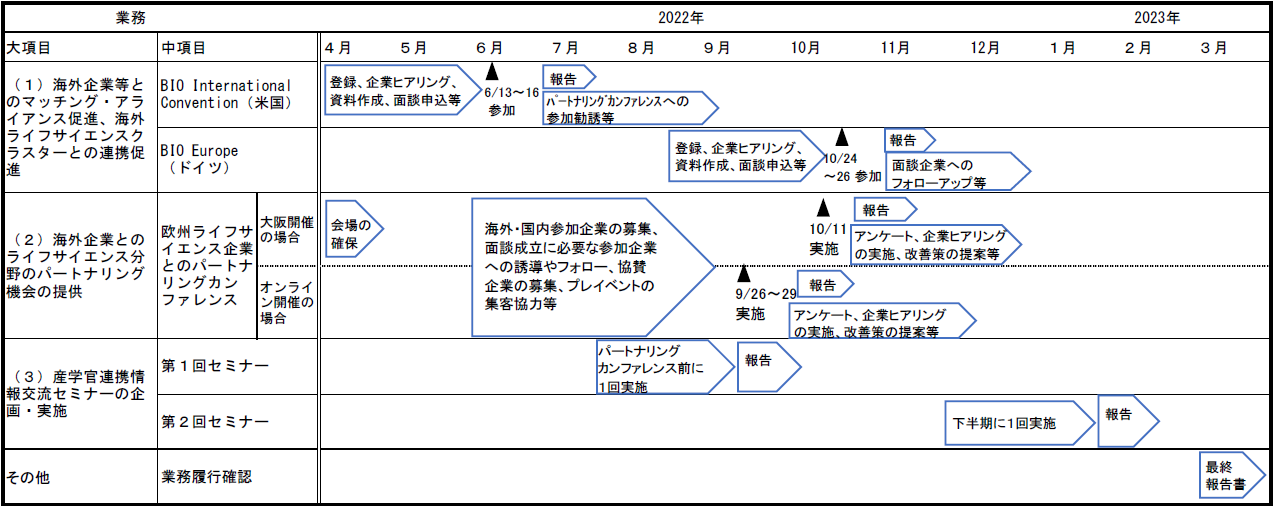 業務
2022年
2023年
大項目
中項目
４月
５月
６月
７月
８月
９月
10月
11月
12月
１月
２月
３月
（１）海外企業等と
のマッチング・アラ
イアンス促進、海外
ライフサイエンスク
ラスターとの連携促
進
BIO International
Convention（米国）
登録、企業ヒアリング、
資料作成、面談申込等
6/13～16
参加
報告
パートナリングカンファレンスへの
参加勧誘等
BIO Europe
（ドイツ）
登録、企業ヒアリング、
資料作成、面談申込等
10/24
～26 参加
報告
面談企業への
フォローアップ等
（２）海外企業との
ライフサイエンス分
野のパートナリング
機会の提供
欧州ライフサ
イエンス企業
とのパートナ
リングカン
ファレンス
大阪開催
の場合
会場の
確保
海外・国内参加企業の募集、
面談成立に必要な参加企業
への誘導やフォロー、協賛
企業の募集、プレイベントの
集客協力等
10/11
実施
報告
アンケート、企業ヒアリング
の実施、改善策の提案等
オンライ
ン開催の
場合
9/26～29
実施
報告
アンケート、企業ヒアリング
の実施、改善策の提案等
（３）産学官連携情
報交流セミナーの企
画・実施
第１回セミナー
パートナリング
カンファレンス前に
１回実施
報告
第２回セミナー
下半期に１回実施
報告
その他
業務履行確認
最終
報告書